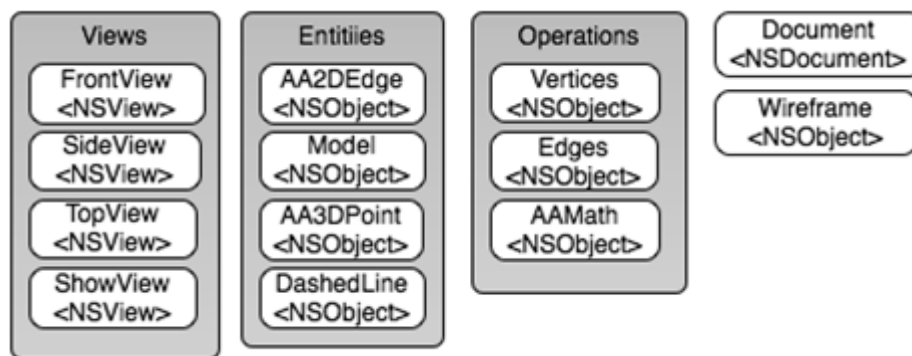 Views
FrontView
<NSView>
SideView
<NSView>
TopView
<NSView>
ShowView
<NSView>
Entitiies
AA2DEdge
<NSObject>
Model
<NSObject>
AA3DPoint
<NSObject>
DashedLine
<NSObject>
Operations
Vertices
<NSObject>
Edges
<NSObject>
AAMath
<NSObject>
Document
<NSDocument>
Wireframe
<NSObject>